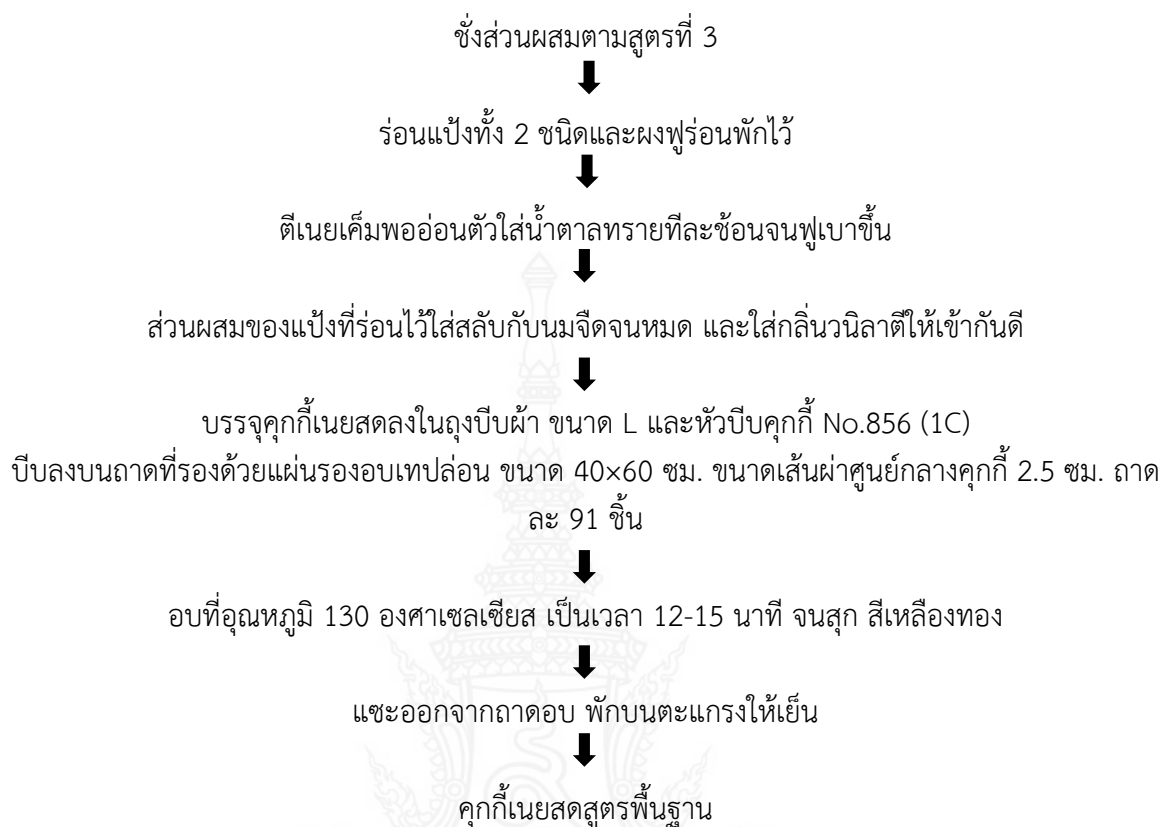 ชั่งส่วนผสมตามสูตรที่ 3
ร่อนแป้งทั้ง 2 ชนิดและผงฟูร่อนพักไว้
ตีเนยเค็มพออ่อนตัวใส่น้ำตาลทรายทีละช้อนจนฟูเบาขึ้น
ส่วนผสมของแป้งที่ร่อนไว้ใส่สลับกับนมจืดจนหมด และใส่กลิ่นวนิลาตีให้เข้ากันดี
บรรจุคุกกี้เนยสดลงในถุงบีบผ้า ขนาด L และหัวบีบคุกกี้ No.856 (1C)
บีบลงบนถาดที่รองด้วยแผ่นรองอบเทปล่อน ขนาด 40×60 ซม. ขนาดเส้นผ่าศูนย์กลางคุกกี้ 2.5 ซม. ถาด
ละ 91 ชิ้น
อบที่อุณหภูมิ 130 องศาเซลเซียส เป็นเวลา 12-15 นาที จนสุก สีเหลืองทอง
แซะออกจากถาดอบ พักบนตะแกรงให้เย็น
คุกกี้เนยสดสูตรพื้นฐาน